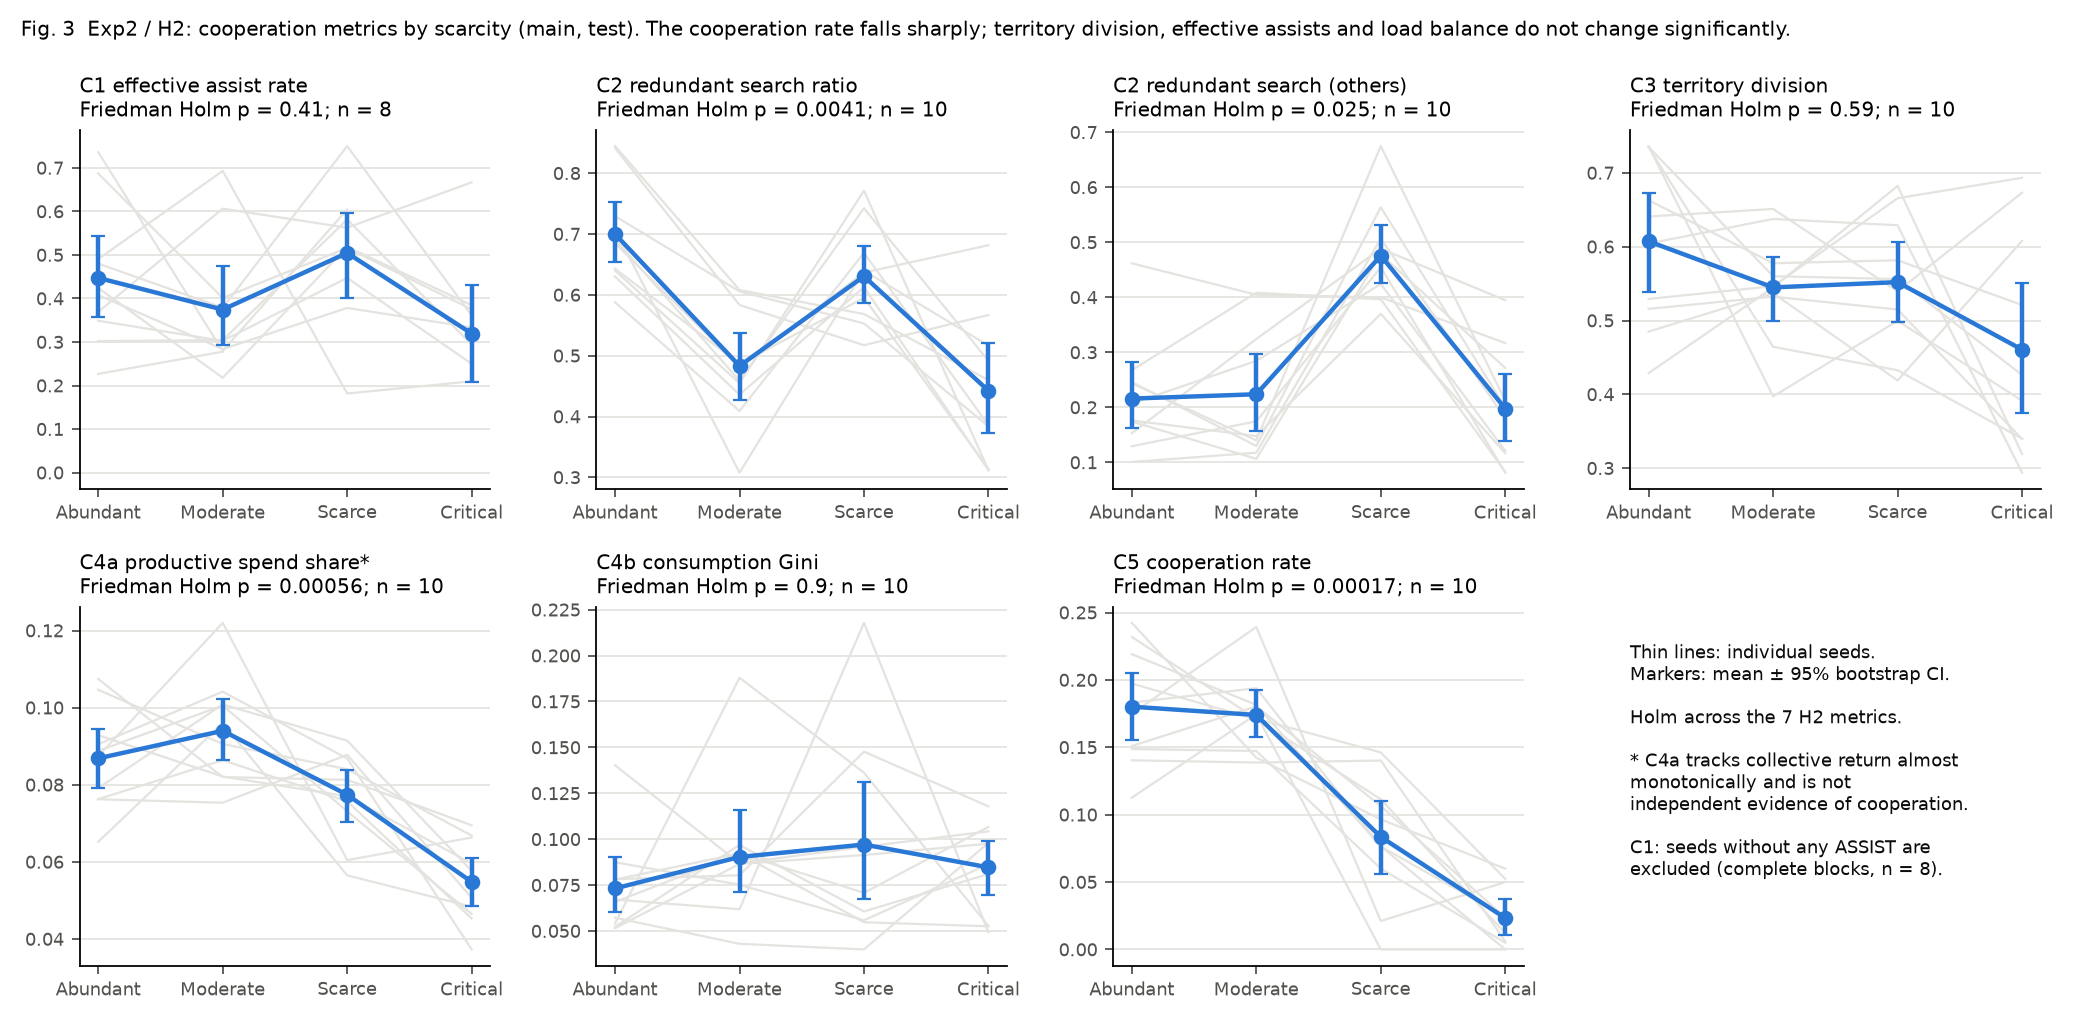 Fig. 3  Exp2 / H2: cooperation metrics by scarcity (main, test). The cooperation rate falls sharply; territory division, effective assists and load balance do not change significantly.
C1 effective assist rate
Friedman Holm p = 0.41; n = 8
0.7
0.6
0.5
0.4
0.3
0.2
0.1
0.0
Abundant Moderate Scarce Critical
C2 redundant search ratio
Friedman Holm p = 0.0041; n = 10
0.8
0.7
0.6
0.5
0.4
0.3
Abundant Moderate Scarce Critical
C2 redundant search (others)
Friedman Holm p = 0.025; n = 10
0.7
0.6
0.5
0.4
0.3
0.2
0.1
Abundant Moderate Scarce Critical
C3 territory division
Friedman Holm p = 0.59; n = 10
0.7
0.6
0.5
0.4
0.3
Abundant Moderate Scarce Critical
C4a productive spend share*
Friedman Holm p = 0.00056; n = 10
0.12
0.10
0.08
0.06
0.04
Abundant Moderate Scarce Critical
C4b consumption Gini
Friedman Holm p = 0.9; n = 10
0.225
0.200
0.175
0.150
0.125
0.100
0.075
0.050
Abundant Moderate Scarce Critical
C5 cooperation rate
Friedman Holm p = 0.00017; n = 10
0.25
0.20
0.15
0.10
0.05
0.00
Abundant Moderate Scarce Critical
Thin lines: individual seeds.
Markers: mean ± 95% bootstrap CI.
Holm across the 7 H2 metrics.
* C4a tracks collective return almost
monotonically and is not
independent evidence of cooperation.
C1: seeds without any ASSIST are
excluded (complete blocks, n = 8).